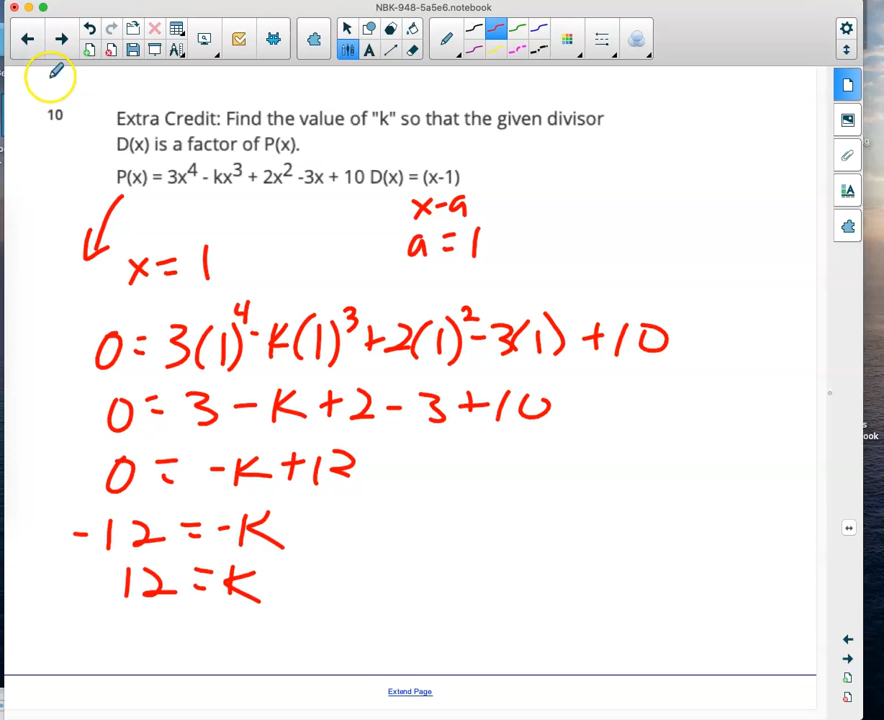 NBK-948-5a5e6.notebook
10
Extra Credit: Find the value of "k" so that the given divisor
D(x) is a factor of P(x).
P(x) = 3x⁴ - kx³ + 2x² -3x + 10 D(x) = (x-1)
x-a
a = 1
x = 1
0 = 3(1)⁴ - K(1)³ + 2(1)² - 3(1) + 10
0 = 3 - K + 2 - 3 + 10
0 = -K + 12
-12 = -K
12 = K
Extend Page